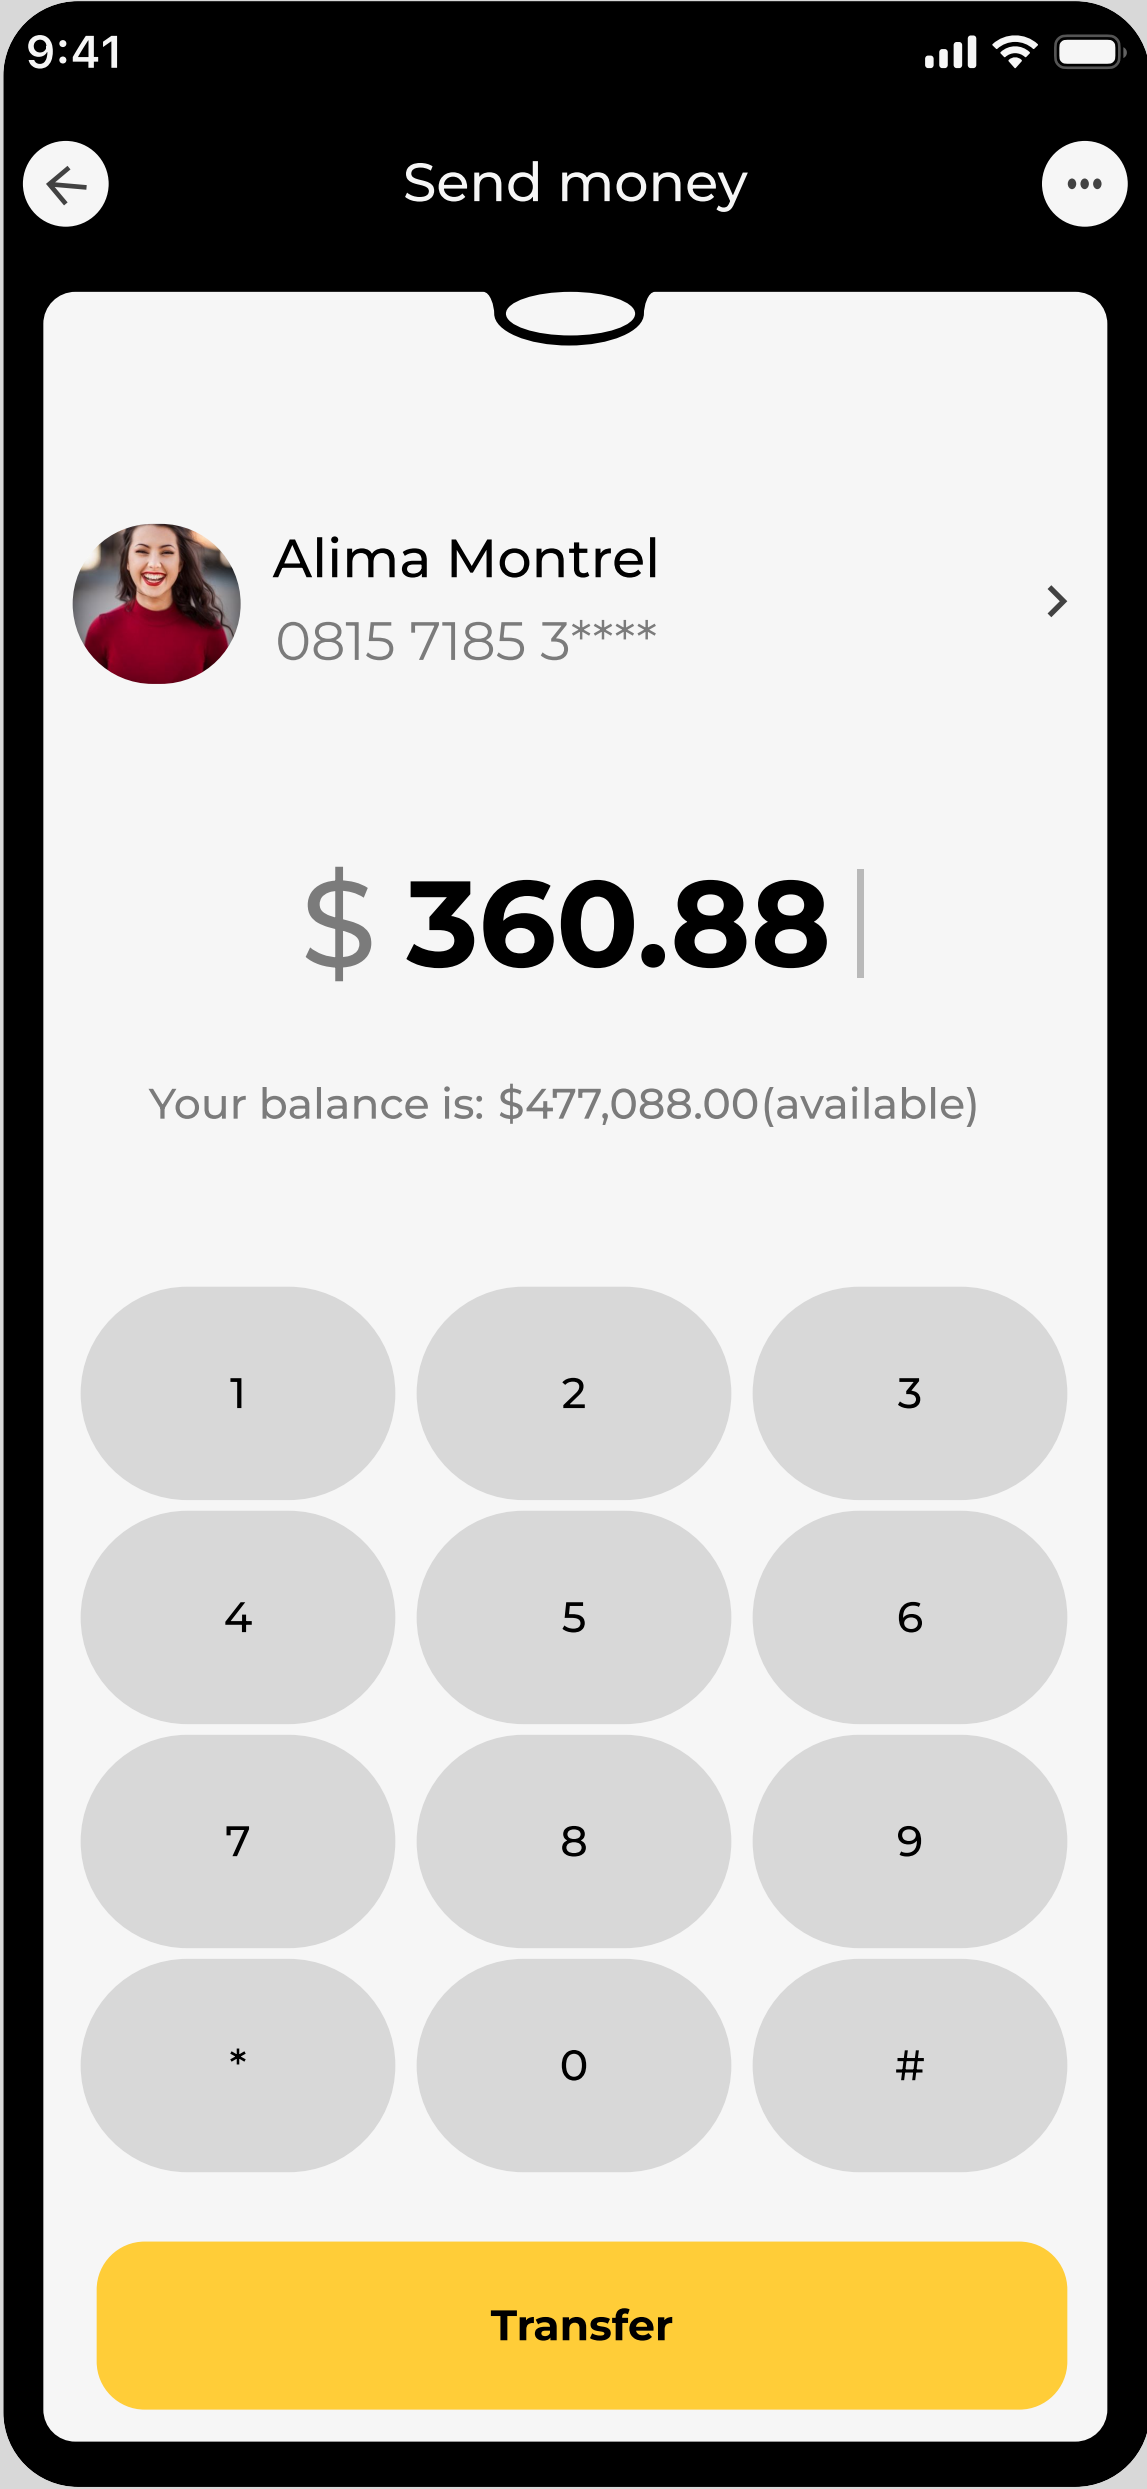 9:41
Send money
Alima Montrel
0815 7185 3****
$ 360.88
Your balance is: $477,088.00(available)
1 2 3
4 5 6
7 8 9
* 0 #
Transfer